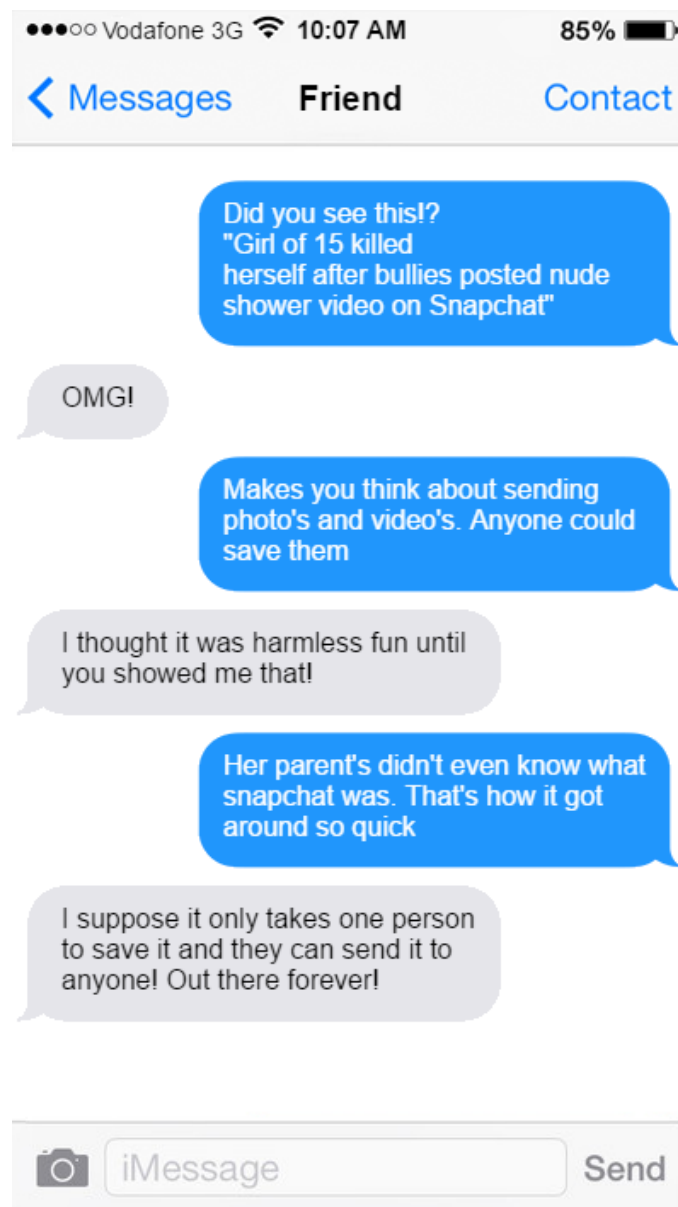 Vodafone 3G 10:07 AM 85%
Messages Friend Contact
Did you see this!?
"Girl of 15 killed
herself after bullies posted nude
shower video on Snapchat"
OMG!
Makes you think about sending
photo's and video's. Anyone could
save them
I thought it was harmless fun until
you showed me that!
Her parent's didn't even know what
snapchat was. That's how it got
around so quick
I suppose it only takes one person
to save it and they can send it to
anyone! Out there forever!
iMessage Send